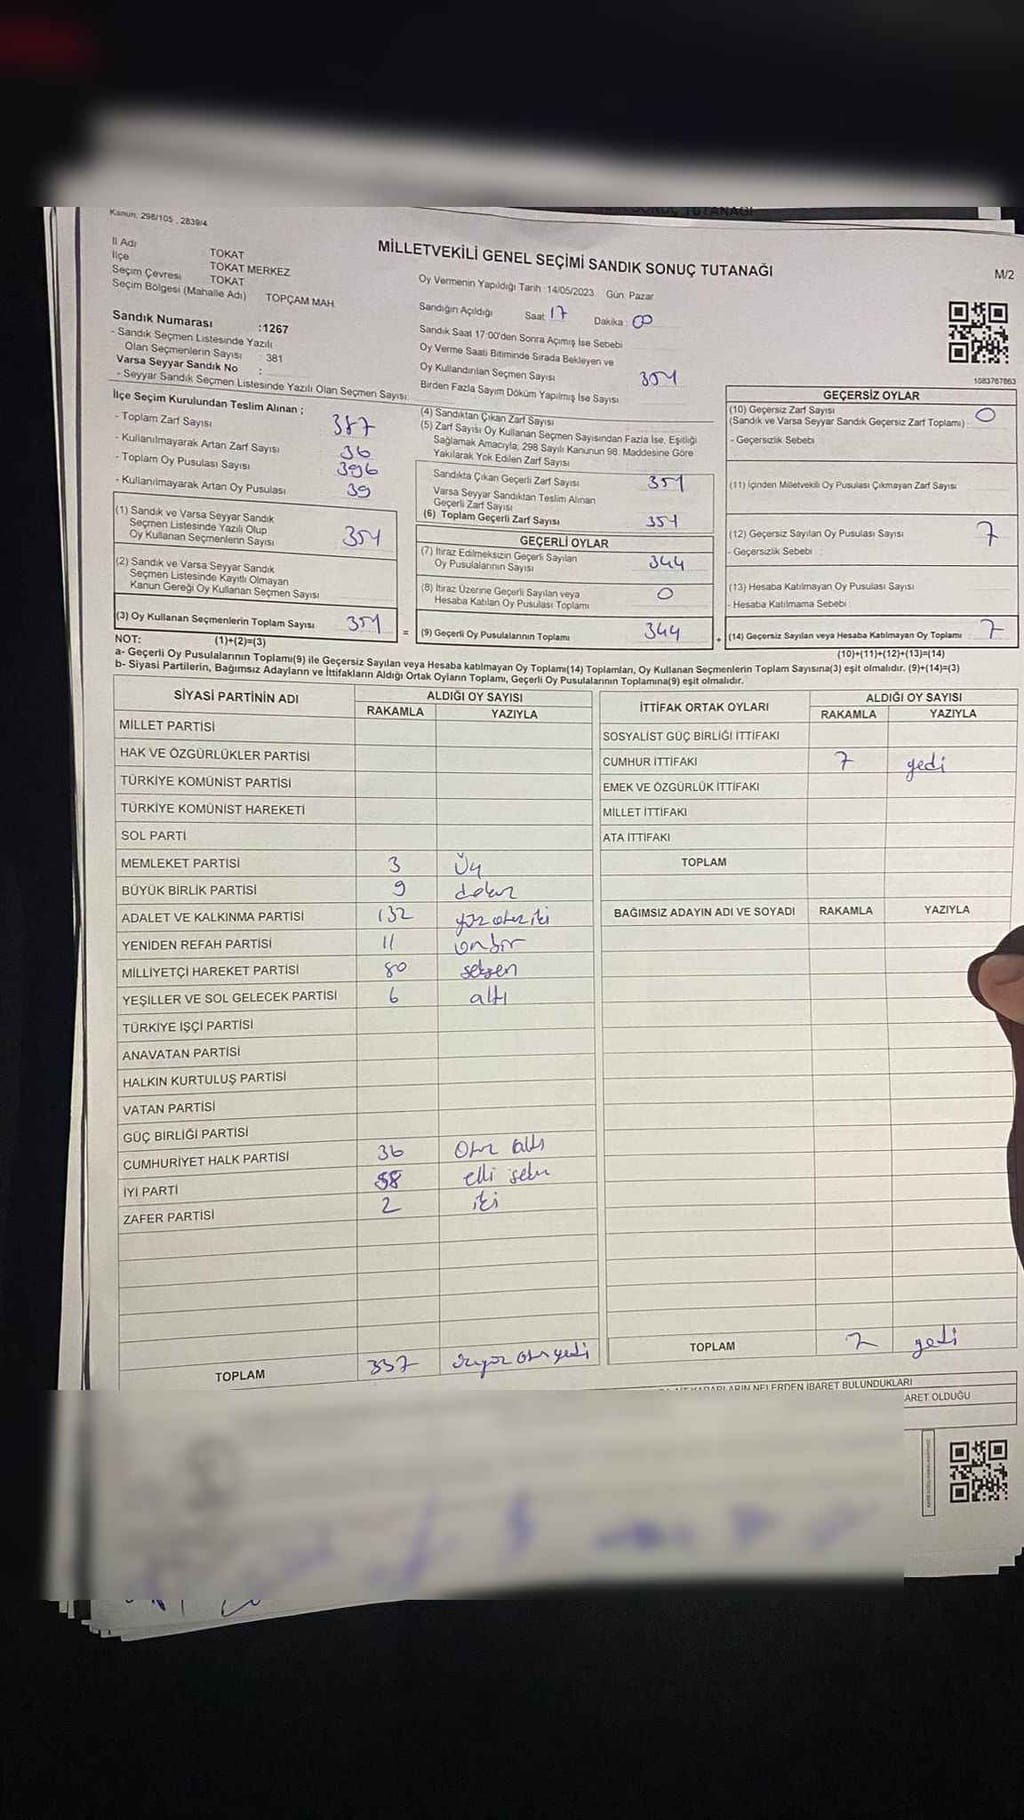 Kanun: 298/105 , 2839/4
İl Adı TOKAT
İlçe TOKAT MERKEZ
Seçim Çevresi TOKAT
Seçim Bölgesi (Mahalle Adı) TOPÇAM MAH.
MİLLETVEKİLİ GENEL SEÇİMİ SANDIK SONUÇ TUTANAĞI
M/2
Oy Vermenin Yapıldığı Tarih :14/05/2023 Gün: Pazar
Sandığın Açıldığı Saat: 17 Dakika: 00
Sandık Saat 17:00'den Sonra Açımış İse Sebebi
Oy Verme Saati Bitiminde Sırada Bekleyen ve
Oy Kullandırılan Seçmen Sayısı
Birden Fazla Sayım Döküm Yapılmış İse Sayısı
Sandık Numarası :1267
- Sandık Seçmen Listesinde Yazılı
Olan Seçmenlerin Sayısı : 381
Varsa Seyyar Sandık No :
- Seyyar Sandık Seçmen Listesinde Yazılı Olan Seçmen Sayısı:
İlçe Seçim Kurulundan Teslim Alınan ;
- Toplam Zarf Sayısı 387
- Kullanılmayarak Artan Zarf Sayısı 36
- Toplam Oy Pusulası Sayısı 396
- Kullanılmayarak Artan Oy Pusulası 39
(1) Sandık ve Varsa Seyyar Sandık
Seçmen Listesinde Yazılı Olup
Oy Kullanan Seçmenlerin Sayısı 351
(2) Sandık ve Varsa Seyyar Sandık
Seçmen Listesinde Kayıtlı Olmayan
Kanun Gereği Oy Kullanan Seçmen Sayısı
(3) Oy Kullanan Seçmenlerin Toplam Sayısı 351
(1)+(2)=(3)
(4) Sandıktan Çıkan Zarf Sayısı 351
(5) Zarf Sayısı Oy Kullanan Seçmen Sayısından Fazla İse, Eşitliği
Sağlamak Amacıyla, 298 Sayılı Kanunun 98. Maddesine Göre
Yakılarak Yok Edilen Zarf Sayısı
Sandıkta Çıkan Geçerli Zarf Sayısı 351
Varsa Seyyar Sandıktan Teslim Alınan
Geçerli Zarf Sayısı
(6) Toplam Geçerli Zarf Sayısı 351
GEÇERLİ OYLAR
(7) İtiraz Edilmeksizin Geçerli Sayılan
Oy Pusulalarının Sayısı 344
(8) İtiraz Üzerine Geçerli Sayılan veya
Hesaba Katılan Oy Pusulası Toplamı 0
= (9) Geçerli Oy Pusulalarının Toplamı 344 +
1083767863
GEÇERSİZ OYLAR
(10) Geçersiz Zarf Sayısı 0
(Sandık ve Varsa Seyyar Sandık Geçersiz Zarf Toplamı)
- Geçersizlik Sebebi
(11) İçinden Milletvekili Oy Pusulası Çıkmayan Zarf Sayısı
(12) Geçersiz Sayılan Oy Pusulası Sayısı 7
- Geçersizlik Sebebi :
(13) Hesaba Katılmayan Oy Pusulası Sayısı
- Hesaba Katılmama Sebebi
(14) Geçersiz Sayılan veya Hesaba Katılmayan Oy Toplamı 7
(10)+(11)+(12)+(13)=(14)
NOT:
a- Geçerli Oy Pusulalarının Toplamı(9) ile Geçersiz Sayılan veya Hesaba katılmayan Oy Toplamı(14) Toplamları, Oy Kullanan Seçmenlerin Toplam Sayısına(3) eşit olmalıdır. (9)+(14)=(3)
b- Siyasi Partilerin, Bağımsız Adayların ve İttifakların Aldığı Ortak Oyların Toplamı, Geçerli Oy Pusulalarının Toplamına(9) eşit olmalıdır.
SİYASİ PARTİNİN ADI ALDIĞI OY SAYISI
RAKAMLA YAZIYLA
MİLLET PARTİSİ
HAK VE ÖZGÜRLÜKLER PARTİSİ
TÜRKİYE KOMÜNİST PARTİSİ
TÜRKİYE KOMÜNİST HAREKETİ
SOL PARTİ
MEMLEKET PARTİSİ 3 Üç
BÜYÜK BİRLİK PARTİSİ 9 dokuz
ADALET VE KALKINMA PARTİSİ 132 yüz otuz iki
YENİDEN REFAH PARTİSİ 11 onbir
MİLLİYETÇİ HAREKET PARTİSİ 80 seksen
YEŞİLLER VE SOL GELECEK PARTİSİ 6 altı
TÜRKİYE İŞÇİ PARTİSİ
ANAVATAN PARTİSİ
HALKIN KURTULUŞ PARTİSİ
VATAN PARTİSİ
GÜÇ BİRLİĞİ PARTİSİ
CUMHURİYET HALK PARTİSİ 36 Otuz altı
İYİ PARTİ 58 elli sekiz
ZAFER PARTİSİ 2 iki
TOPLAM 337 üçyüz otuz yedi
İTTİFAK ORTAK OYLARI ALDIĞI OY SAYISI
RAKAMLA YAZIYLA
SOSYALİST GÜÇ BİRLİĞİ İTTİFAKI
CUMHUR İTTİFAKI 7 yedi
EMEK VE ÖZGÜRLÜK İTTİFAKI
MİLLET İTTİFAKI
ATA İTTİFAKI
TOPLAM
BAĞIMSIZ ADAYIN ADI VE SOYADI RAKAMLA YAZIYLA
TOPLAM 7 yedi
NELERDEN İBARET BULUNDUKLARI
ARET OLDUĞU